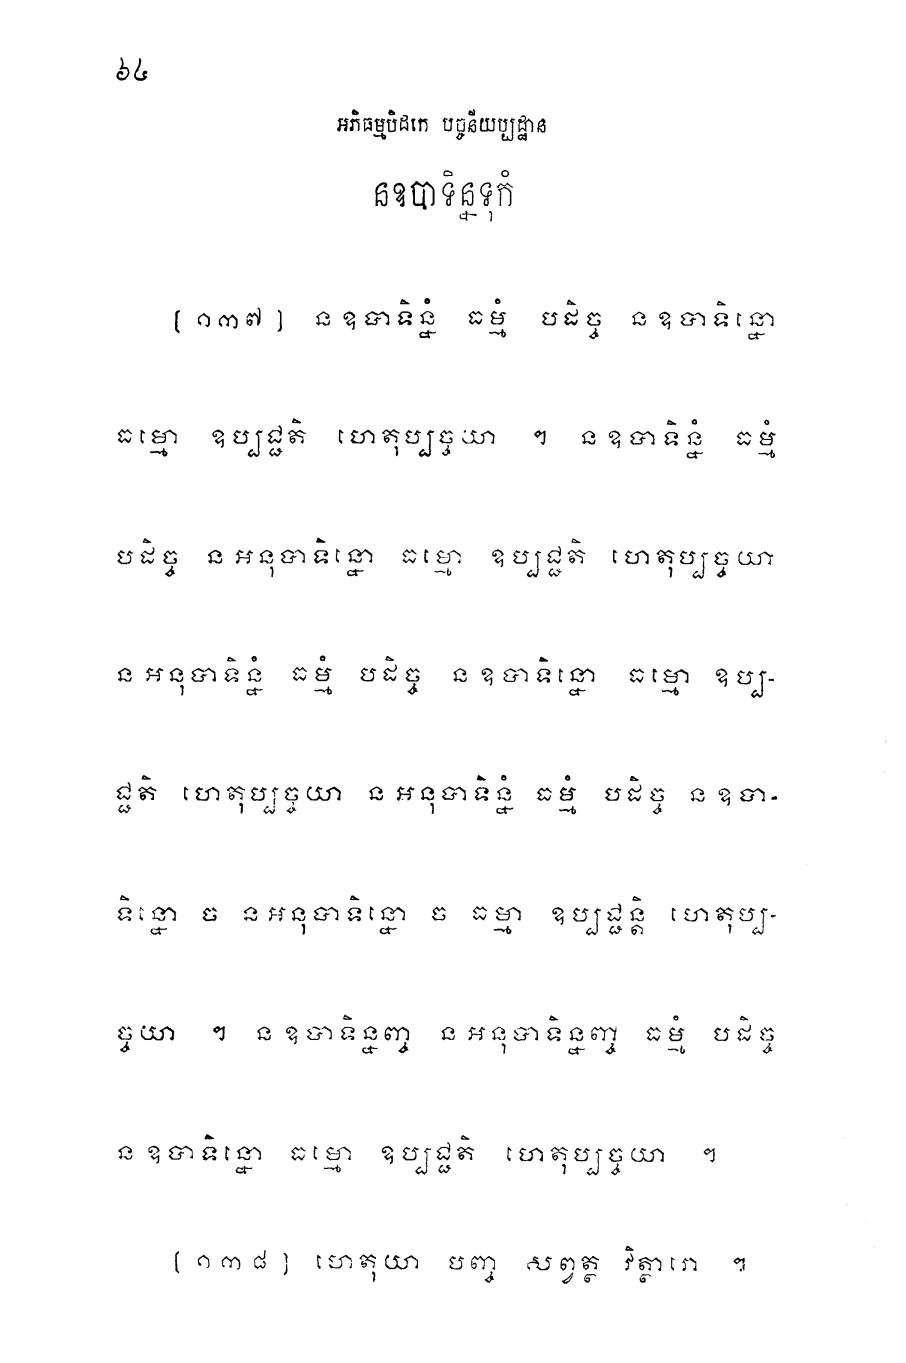 ៦៤
អភិធម្មបិដកេ បច្ចនីយប្បដ្ឋាន
នឧបាទិន្នទុកំ
[១៣៧] នឧបាទិន្នំ ធម្មំ បដិច្ច នឧបាទិន្នោ
ធម្មោ ឧប្បជ្ជតិ ហេតុប្បច្ចយា ។ នឧបាទិន្នំ ធម្មំ
បដិច្ច នអនុបាទិន្នោ ធម្មោ ឧប្បជ្ជតិ ហេតុប្បច្ចយា
នអនុបាទិន្នំ ធម្មំ បដិច្ច នឧបាទិន្នោ ធម្មោ ឧប្ប-
ជ្ជតិ ហេតុប្បច្ចយា នអនុបាទិន្នំ ធម្មំ បដិច្ច នឧបា-
ទិន្នោ ច នអនុបាទិន្នោ ច ធម្មា ឧប្បជ្ជន្តិ ហេតុប្ប-
ច្ចយា ។ នឧបាទិន្នញ្ច នអនុបាទិន្នញ្ច ធម្មំ បដិច្ច
នឧបាទិន្នោ ធម្មោ ឧប្បជ្ជតិ ហេតុប្បច្ចយា ។
[១៣៨] ហេតុយា បញ្ច សព្វត្ថ វិត្ថារោ ។